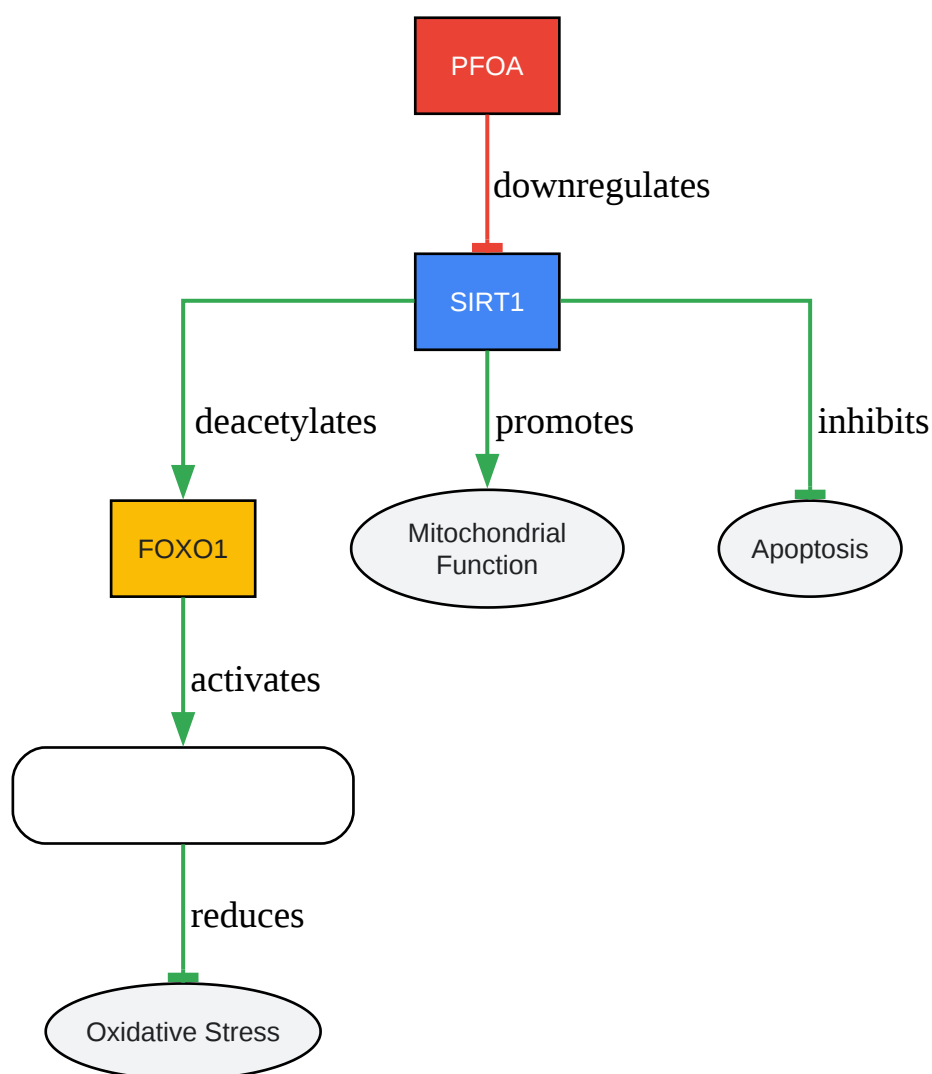 PFOA
downregulates
SIRT1
deacetylates
promotes
inhibits
FOXO1
Mitochondrial
Function
Apoptosis
activates
reduces
Oxidative Stress